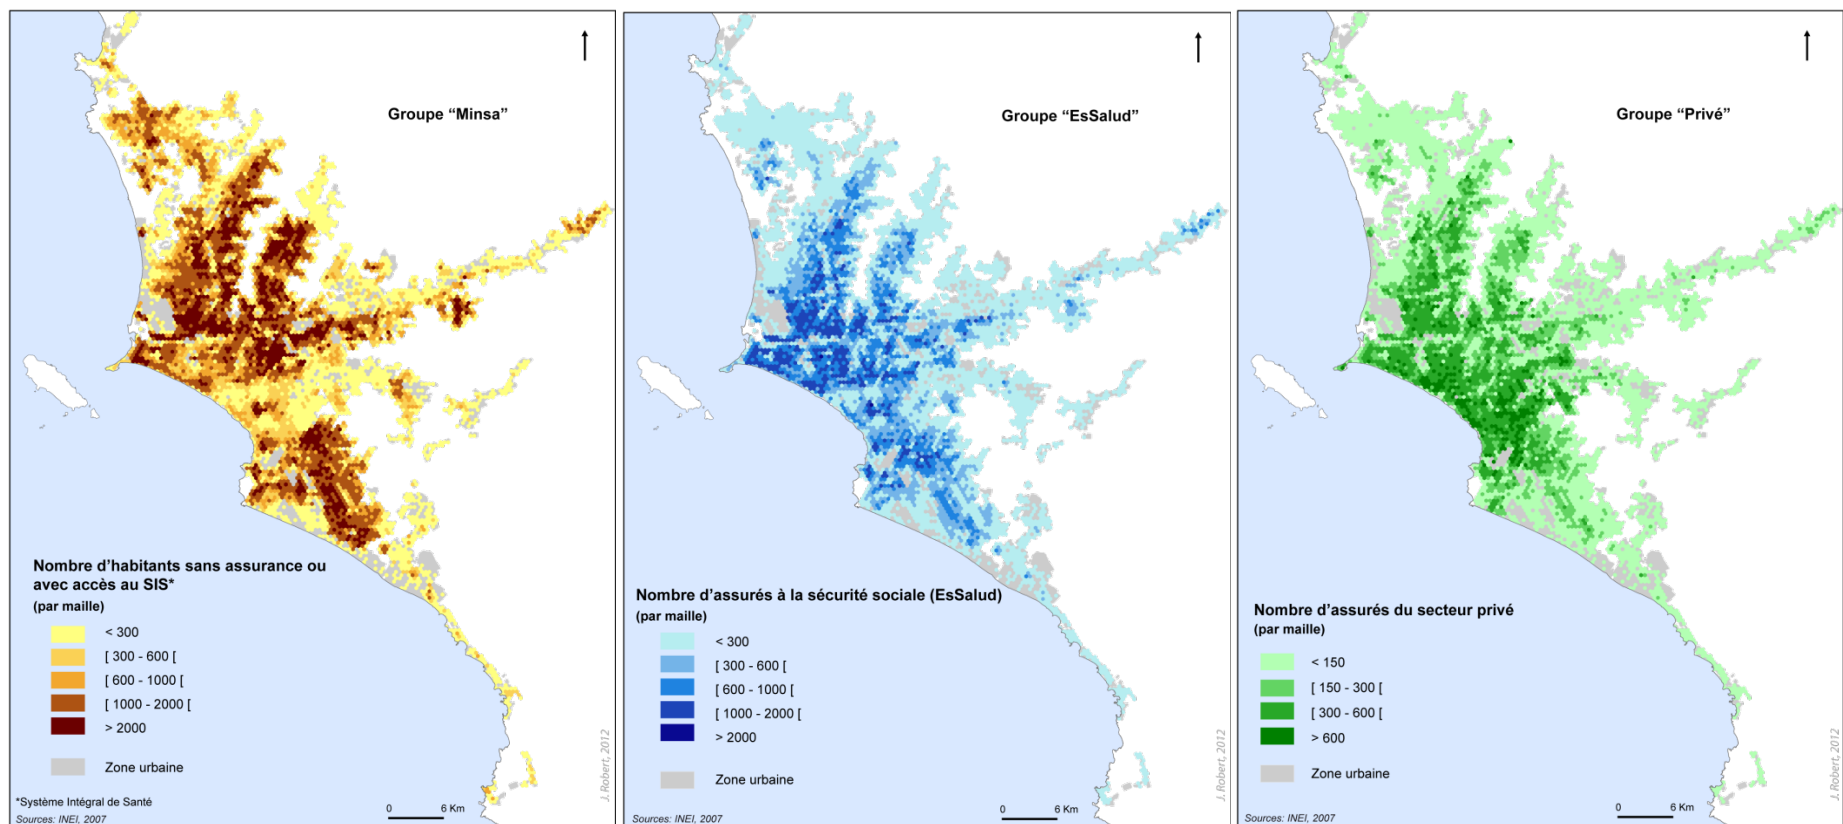 Groupe “Minsa”
Nombre d’habitants sans assurance ou
avec accès au SIS*
(par maille)
< 300
[ 300 - 600 [
[ 600 - 1000 [
[ 1000 - 2000 [
> 2000
Zone urbaine
*Système Intégral de Santé
Sources: INEI, 2007
0 6 Km
J. Robert, 2012
Groupe “EsSalud”
Nombre d’assurés à la sécurité sociale (EsSalud)
(par maille)
< 300
[ 300 - 600 [
[ 600 - 1000 [
[ 1000 - 2000 [
> 2000
Zone urbaine
Sources: INEI, 2007
0 6 Km
J. Robert, 2012
Groupe “Privé”
Nombre d’assurés du secteur privé
(par maille)
< 150
[ 150 - 300 [
[ 300 - 600 [
> 600
Zone urbaine
Sources: INEI, 2007
0 6 Km
J. Robert, 2012